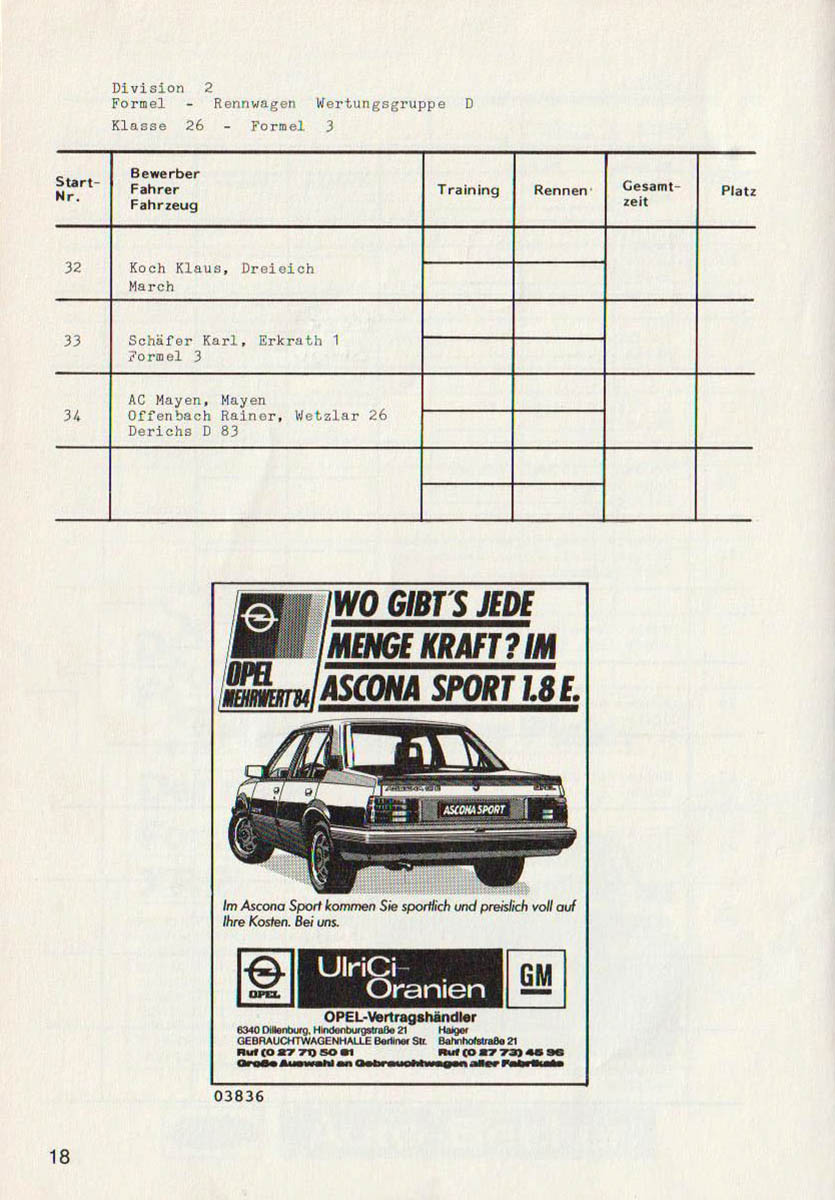 Division 2
Formel - Rennwagen Wertungsgruppe D
Klasse 26 - Formel 3
Start-Nr.
Bewerber
Fahrer
Fahrzeug
Training
Rennen
Gesamt-
zeit
Platz
32
Koch Klaus, Dreieich
March
33
Schäfer Karl, Erkrath 1
Formel 3
34
AC Mayen, Mayen
Offenbach Rainer, Wetzlar 26
Derichs D 83
WO GIBT'S JEDE
MENGE KRAFT? IM
ASCONA SPORT 1.8 E.
OPEL
MEHRWERT'84
OPEL
ASCONA SPORT
Im Ascona Sport kommen Sie sportlich und preislich voll auf
Ihre Kosten. Bei uns.
OPEL
UlriCi-
Oranien
GM
OPEL-Vertragshändler
6340 Dillenburg, Hindenburgstraße 21 Haiger
GEBRAUCHTWAGENHALLE Berliner Str. Bahnhofstraße 21
Ruf (0 27 71) 50 81 Ruf (0 27 73) 45 96
Große Auswahl an Gebrauchtwagen aller Fabrikate
03836
18